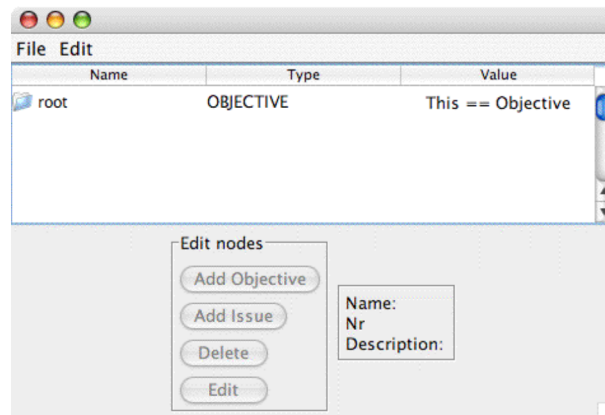 File Edit
Name Type Value
root OBJECTIVE This == Objective
Edit nodes
Add Objective
Add Issue
Delete
Edit
Name:
Nr
Description: